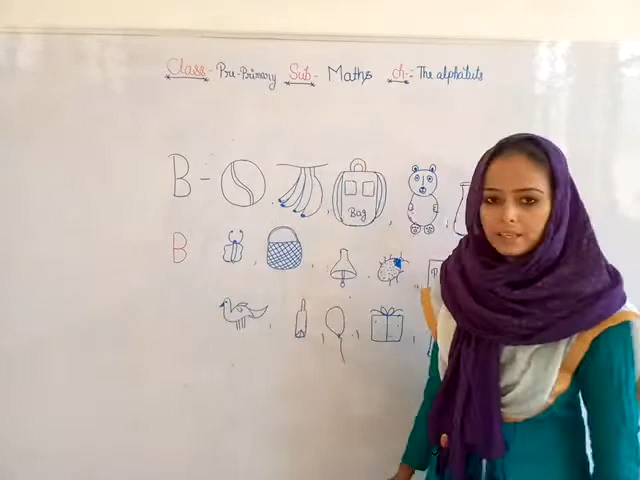 Class - Pre-Primary Sub - Maths ch - : The alphabets
B -
Bag
B
P